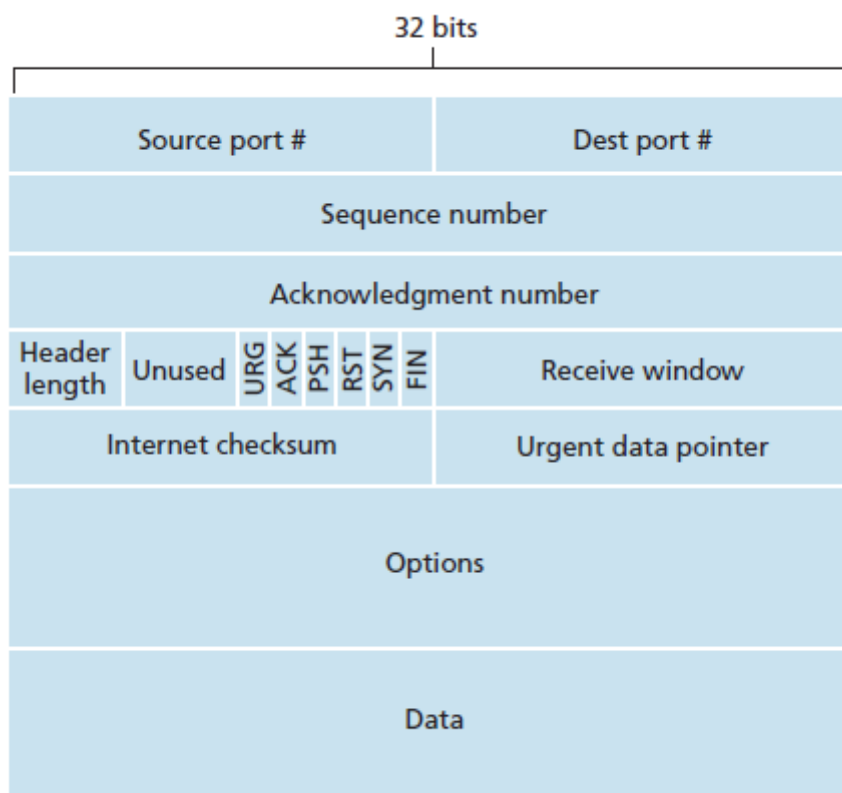 32 bits
Source port #
Dest port #
Sequence number
Acknowledgment number
Header
length
Unused
URG
ACK
PSH
RST
SYN
FIN
Receive window
Internet checksum
Urgent data pointer
Options
Data